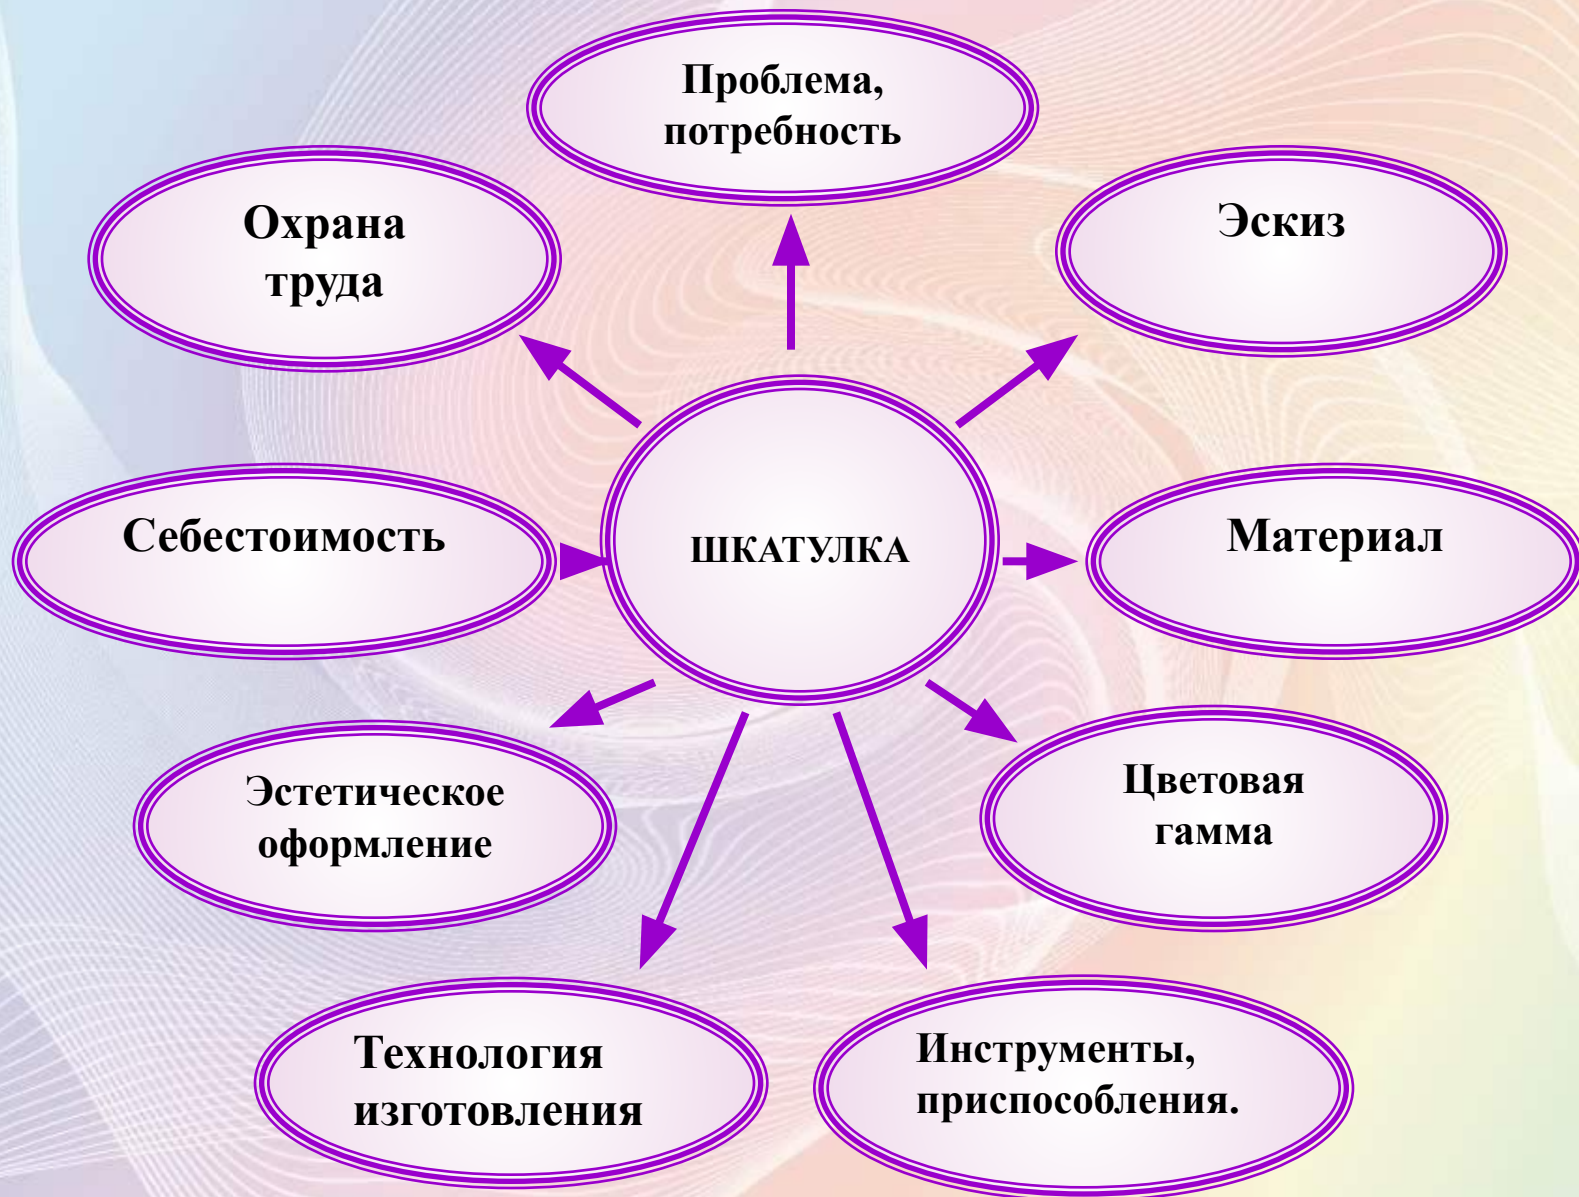 Проблема,
потребность
Охрана
труда
Эскиз
Себестоимость
ШКАТУЛКА
Материал
Эстетическое
оформление
Цветовая
гамма
Технология
изготовления
Инструменты,
приспособления.